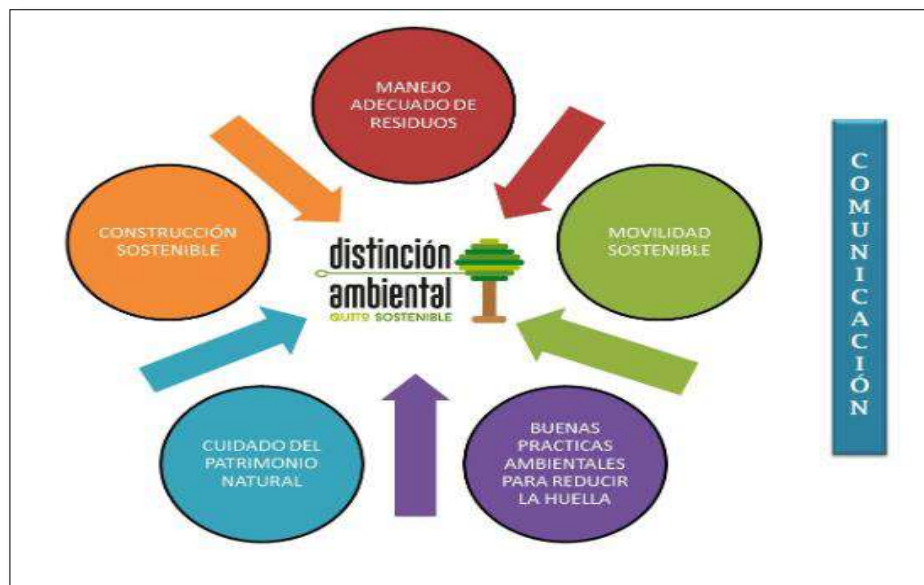 MANEJO
ADECUADO DE
RESIDUOS
CONSTRUCCIÓN
SOSTENIBLE
MOVILIDAD
SOSTENIBLE
distinción
ambiental
QUITO SOSTENIBLE
CUIDADO DEL
PATRIMONIO
NATURAL
BUENAS
PRACTICAS
AMBIENTALES
PARA REDUCIR
LA HUELLA
COMUNICACIÓN